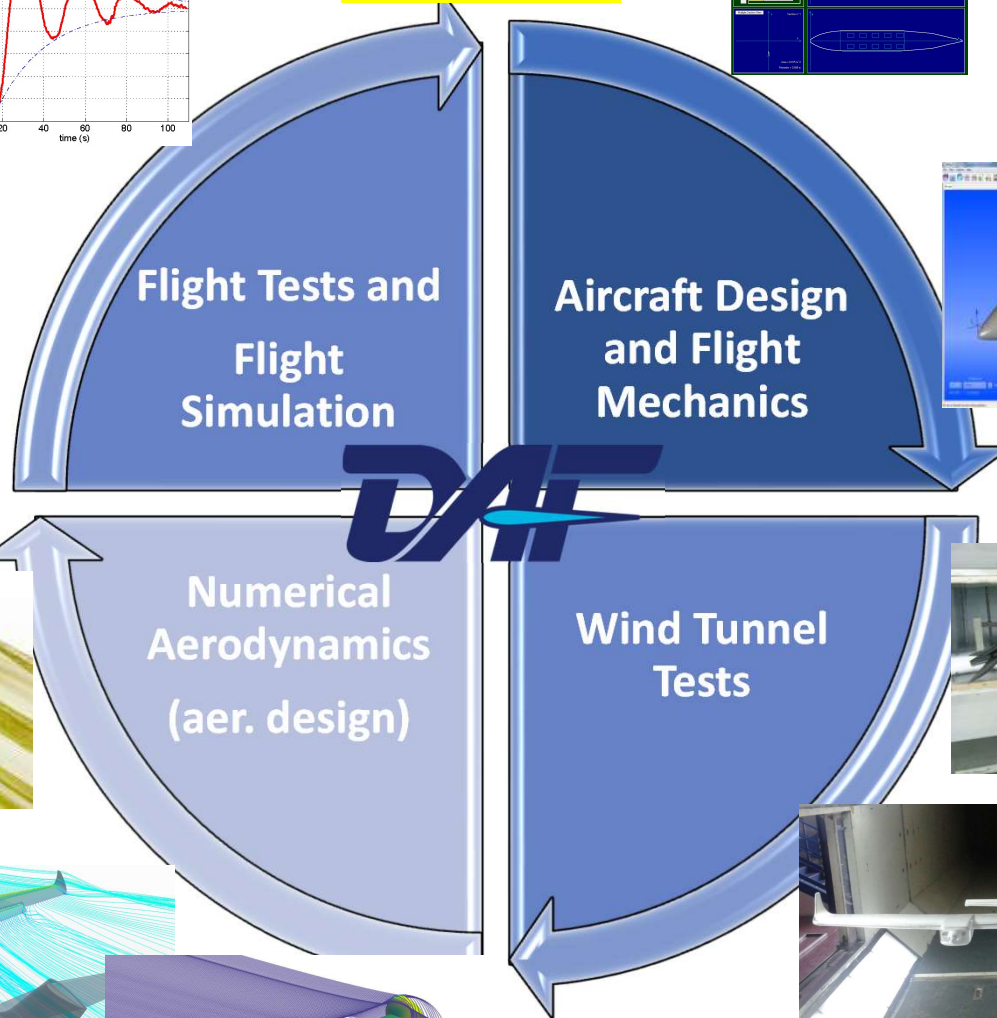 20 40 60 80 100
time (s)
Flight Tests and
Flight
Simulation
Aircraft Design
and Flight
Mechanics
DAF
Numerical
Aerodynamics
(aer. design)
Wind Tunnel
Tests